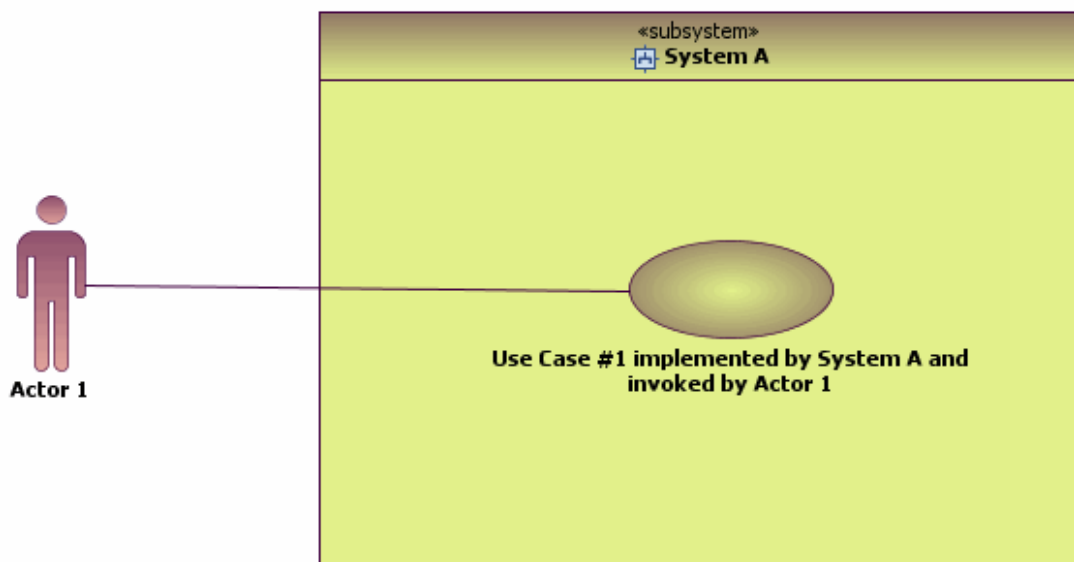 «subsystem»
System A
Use Case #1 implemented by System A and
invoked by Actor 1
Actor 1